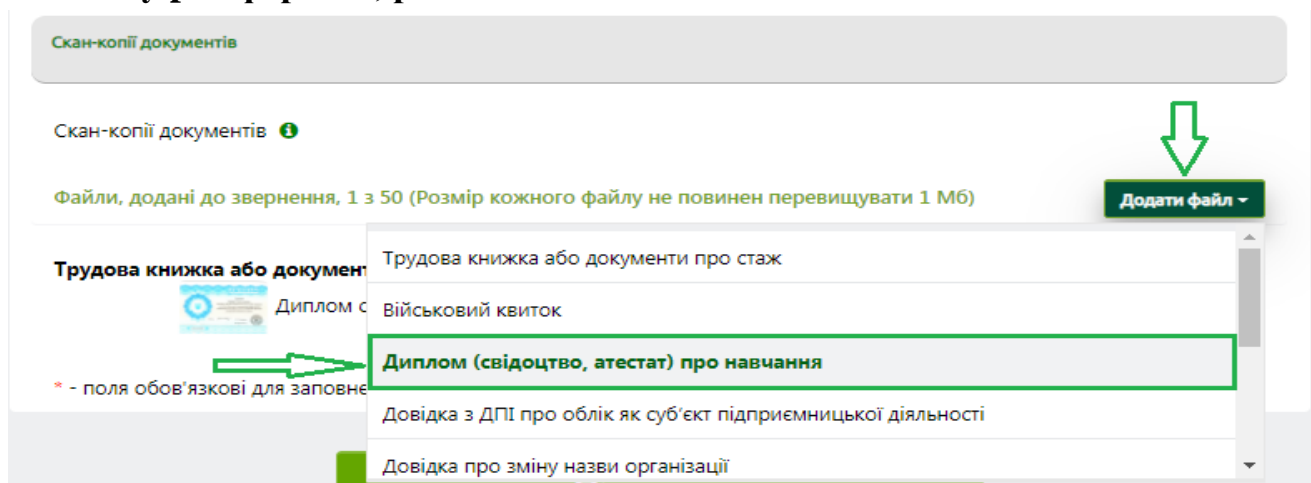 Скан-копії документів
Скан-копії документів
Файли, додані до звернення, 1 з 50 (Розмір кожного файлу не повинен перевищувати 1 Мб)
Додати файл
Трудова книжка або документи про стаж
Трудова книжка або
Диплом
Військовий квиток
Диплом (свідоцтво, атестат) про навчання
* - поля обов'язкові для
Довідка з ДПІ про облік як суб’єкт підприємницької діяльності
Довідка про зміну назви організації